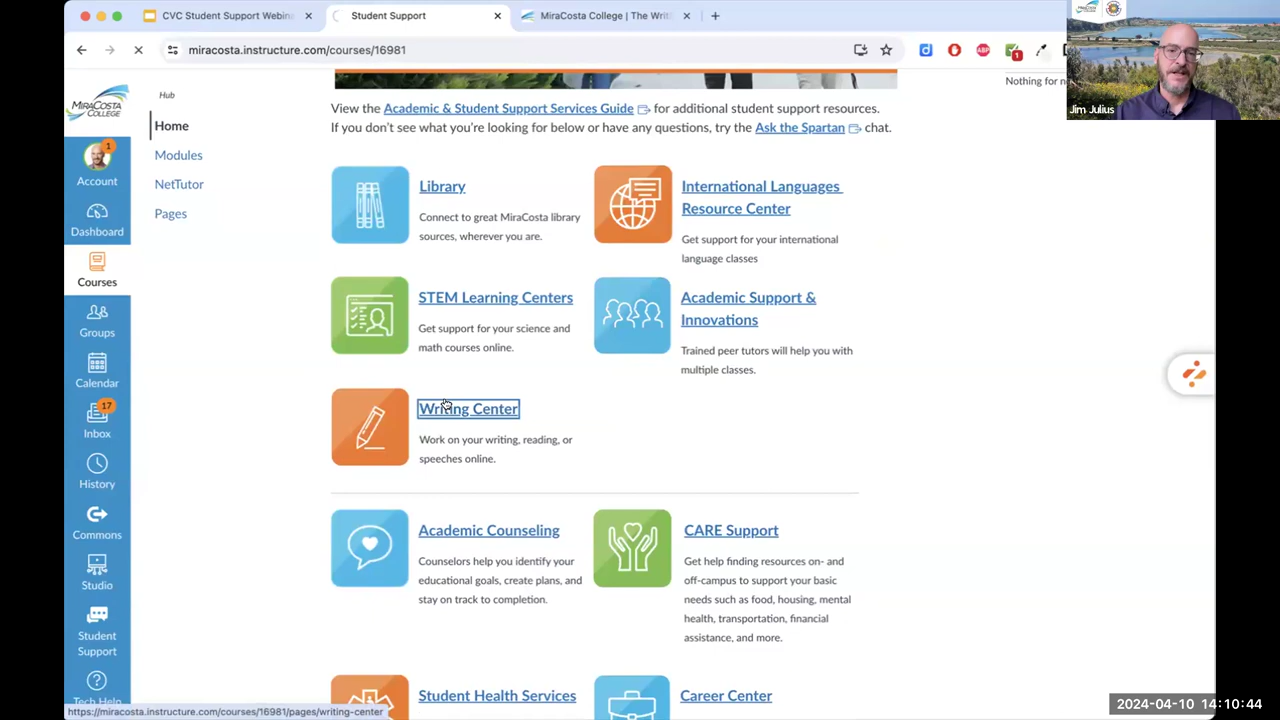 CVC Student Support Webina
Student Support
MiraCosta College | The Writi
miracosta.instructure.com/courses/16981
ABP
1
Jim Julius
Nothing for n
MIRACOSTA
COLLEGE
Hub
Home
Modules
NetTutor
Pages
1
Account
Dashboard
Courses
Groups
Calendar
17
Inbox
History
Commons
Studio
Student
Support
Tech Help
View the Academic & Student Support Services Guide for additional student support resources.
If you don't see what you're looking for below or have any questions, try the Ask the Spartan chat.
Library
Connect to great MiraCosta library
sources, wherever you are.
International Languages
Resource Center
Get support for your international
language classes
STEM Learning Centers
Get support for your science and
math courses online.
Academic Support &
Innovations
Trained peer tutors will help you with
multiple classes.
Writing Center
Work on your writing, reading, or
speeches online.
Academic Counseling
Counselors help you identify your
educational goals, create plans, and
stay on track to completion.
CARE Support
Get help finding resources on- and
off-campus to support your basic
needs such as food, housing, mental
health, transportation, financial
assistance, and more.
Student Health Services
Career Center
https://miracosta.instructure.com/courses/16981/pages/writing-center
2024-04-10 14:10:44